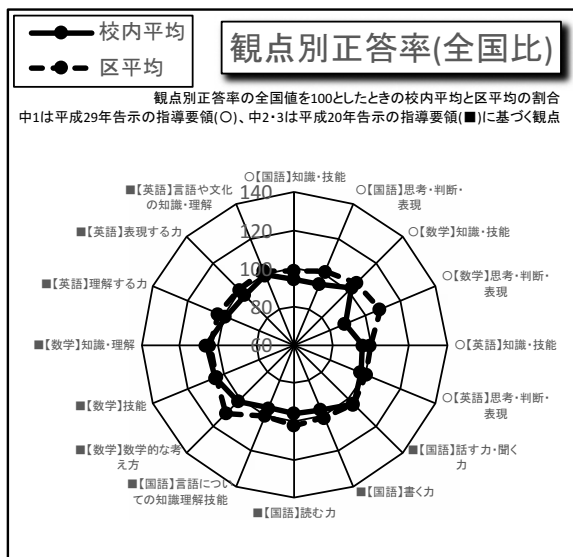 校内平均
区平均
観点別正答率(全国比)
観点別正答率の全国値を100としたときの校内平均と区平均の割合
中1は平成29年告示の指導要領(〇)、中2・3は平成20年告示の指導要領(■)に基づく観点
140
120
100
80
60
〇【国語】知識・技能
〇【国語】思考・判断・
表現
〇【数学】知識・技能
〇【数学】思考・判断・
表現
〇【英語】知識・技能
〇【英語】思考・判断・
表現
■【国語】話す力・聞く
力
■【国語】書く力
■【国語】読む力
■【国語】言語につい
ての知識理解技能
■【数学】数学的な考
え方
■【数学】技能
■【数学】知識・理解
■【英語】理解する力
■【英語】表現する力
■【英語】言語や文化
の知識・理解